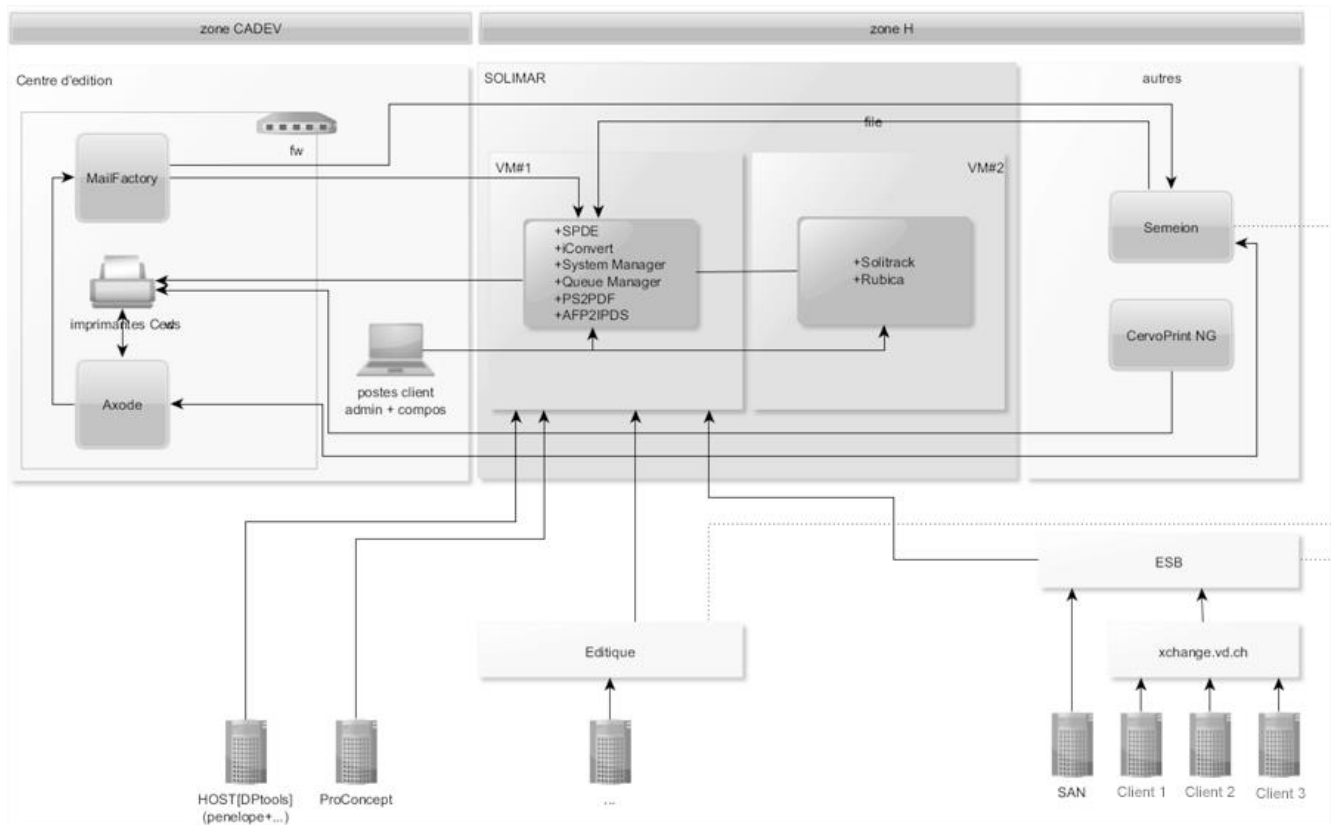 zone CADEV
zone H
Centre d'edition
SOLIMAR
autres
fw
file
MailFactory
VM#1
VM#2
+SPDE
+iConvert
+System Manager
+Queue Manager
+PS2PDF
+AFP2IPDS
+Solitrack
+Rubica
Semeion
imprimantes
CervoPrint NG
Axode
postes client
admin + compos
ESB
Editique
xchange.vd.ch
HOST[DPtools]
(penelope+...)
ProConcept
...
SAN
Client 1
Client 2
Client 3